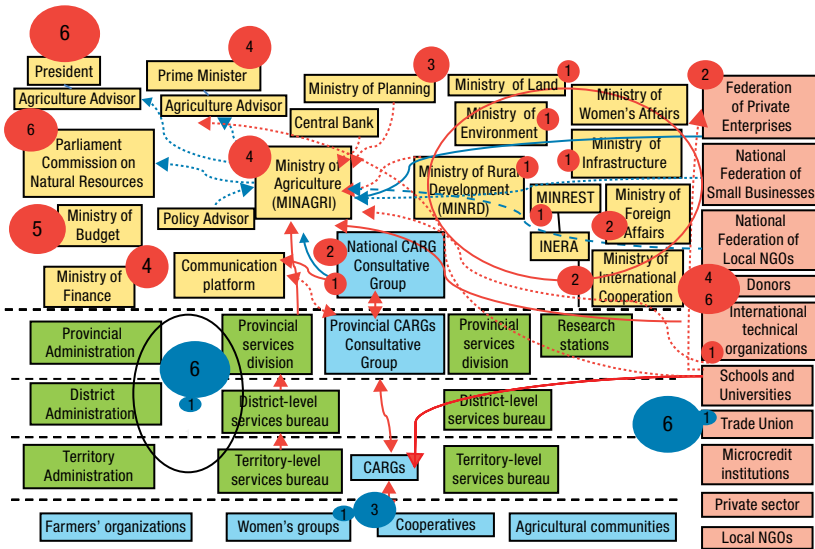 6
President
Agriculture Advisor
Prime Minister
4
Agriculture Advisor
Ministry of Planning
3
Central Bank
Ministry of Land
1
Ministry of
Environment
1
Ministry of
Women's Affairs
Ministry of
Infrastructure
1
2
Federation
of Private
Enterprises
6
Parliament
Commission on
Natural Resources
4
Ministry of
Agriculture
(MINAGRI)
Policy Advisor
Ministry of Rural
Development
(MINRD)
1
MINREST
1
INERA
Ministry of
Foreign
Affairs
2
National
Federation of
Small Businesses
5
Ministry of
Budget
Ministry of
Finance
4
Communication
platform
2
1
National CARG
Consultative
Group
2
Ministry of
International
Cooperation
National
Federation of
Local NGOs
4
6
Donors
Provincial
Administration
Provincial
services
division
Provincial CARGs
Consultative
Group
Provincial
services
division
Research
stations
International
technical
organizations
1
6
1
Schools and
Universities
District
Administration
District-level
services bureau
District-level
services bureau
6
1
Trade Union
Territory
Administration
Territory-level
services bureau
CARGs
Territory-level
services bureau
Microcredit
institutions
Private sector
Farmers' organizations
Women's groups
1
3
Cooperatives
Agricultural communities
Local NGOs